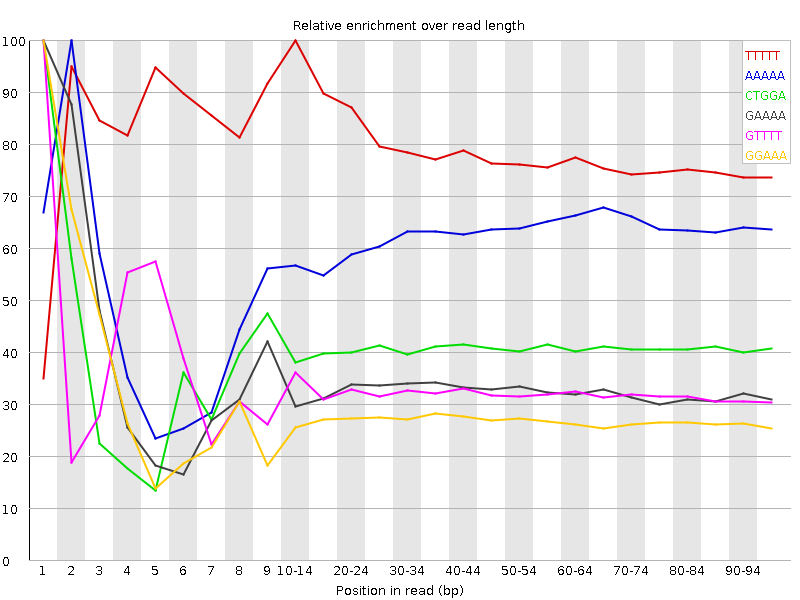 Relative enrichment over read length
100
90
80
70
60
50
40
30
20
10
0
TTTTT
AAAAA
CTGGA
GAAAA
GTTTT
GGAAA
1 2 3 4 5 6 7 8 9 10-14 20-24 30-34 40-44 50-54 60-64 70-74 80-84 90-94
Position in read (bp)